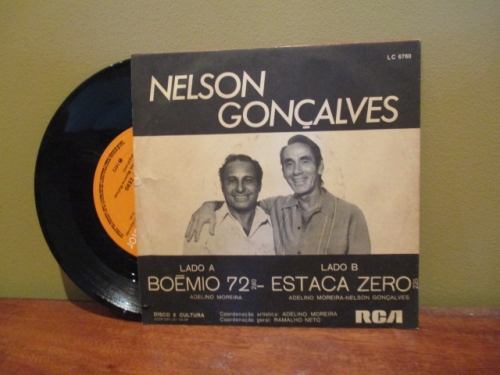 LC 6763
NELSON
GONÇALVES
LADO A
LADO B
BOÊMIO 72 - ESTACA ZERO
ADELINO MOREIRA
ADELINO MOREIRA-NELSON GONÇALVES
DISCO É CULTURA
Coordenação artística: ADELINO MOREIRA
Coordenação geral: RAMALHO NETO
RCA